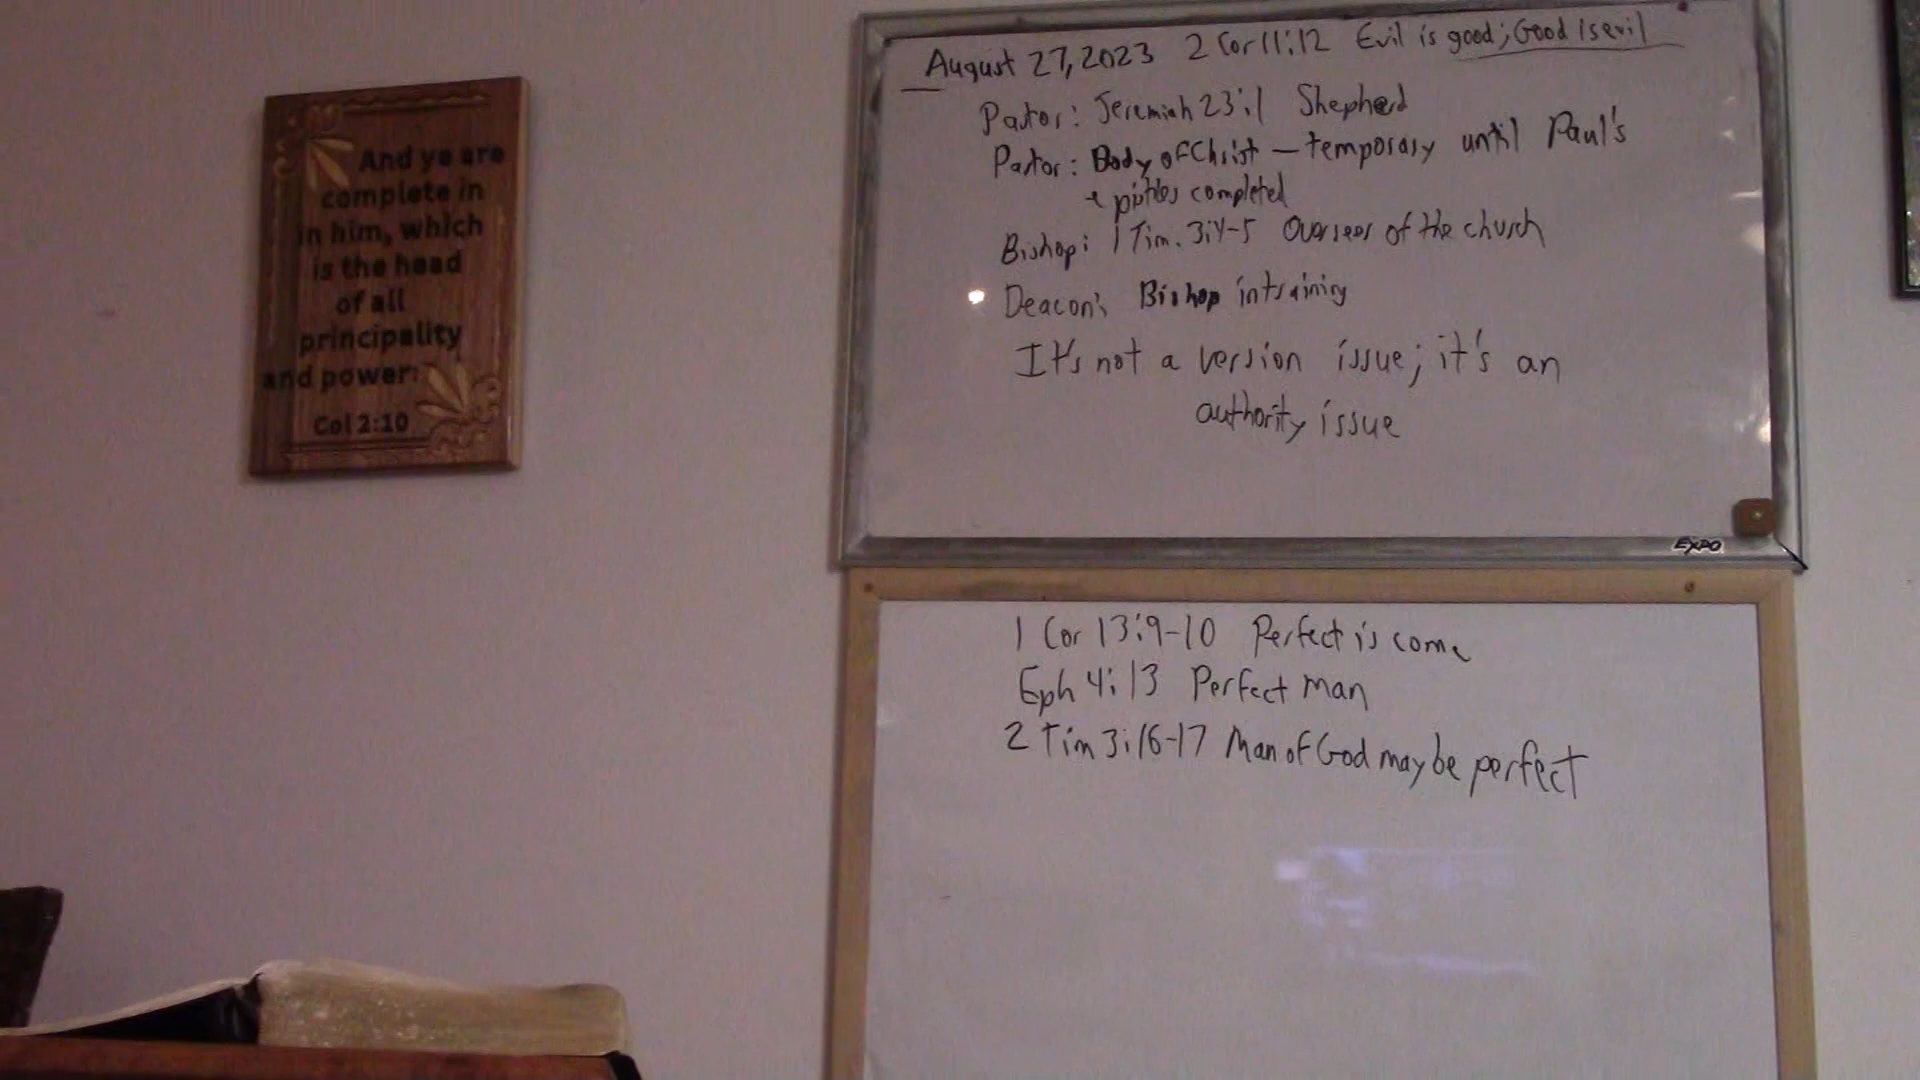 And ye are
complete in
in him, which
is the head
of all
principality
and power:
Col 2:10
August 27, 2023 2 Cor 11:12 Evil is good; Good is evil
Pastor: Jeremiah 23:1 Shepherd
Pastor: Body of Christ – temporary until Paul's
epistles completed
Bishop: 1 Tim. 3:4-5 Overseer of the church
Deacon: Bishop in training
It's not a version issue; it's an
authority issue
EXPO
1 Cor 13:9-10 Perfect is come
Eph 4:13 Perfect man
2 Tim 3:16-17 Man of God may be perfect